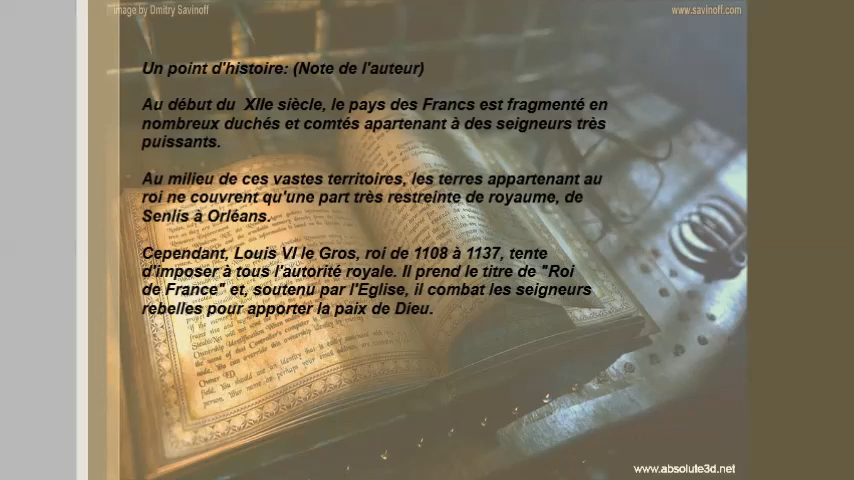 image by Dmitry Savinoff
www.savinoff.com
Un point d'histoire: (Note de l'auteur)
Au début du XIIe siècle, le pays des Francs est fragmenté en
nombreux duchés et comtés apartenant à des seigneurs très
puissants.
Au milieu de ces vastes territoires, les terres appartenant au
roi ne couvrent qu'une part très restreinte de royaume, de
Senlis à Orléans.
Cependant, Louis VI le Gros, roi de 1108 à 1137, tente
d'imposer à tous l'autorité royale. Il prend le titre de "Roi
de France" et, soutenu par l'Eglise, il combat les seigneurs
rebelles pour apporter la paix de Dieu.
www.absolute3d.net